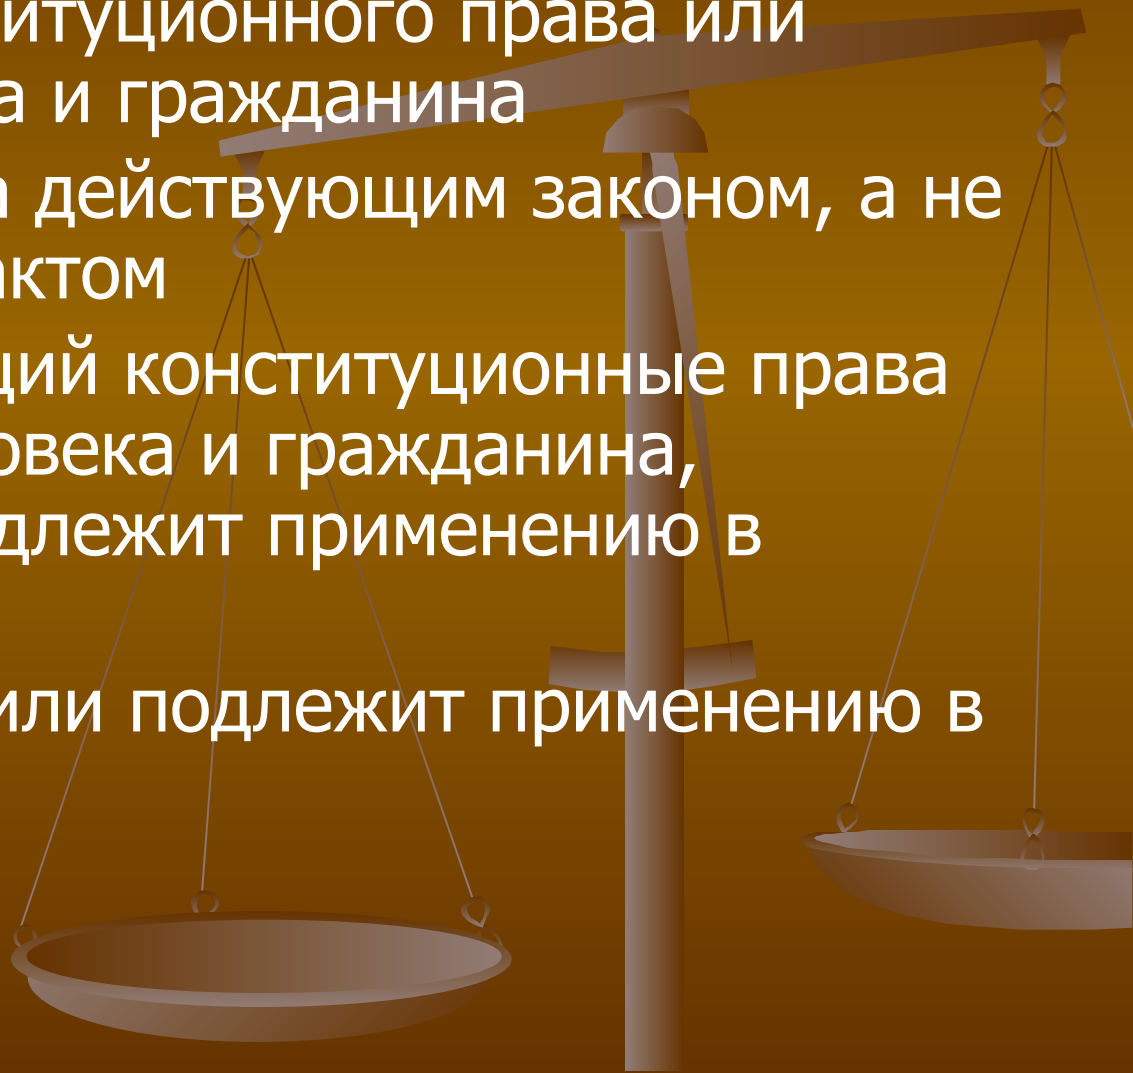 итуционного права или
а и гражданина
а действующим законом, а не
актом
щий конституционные права
овека и гражданина,
длежит применению в
или подлежит применению в